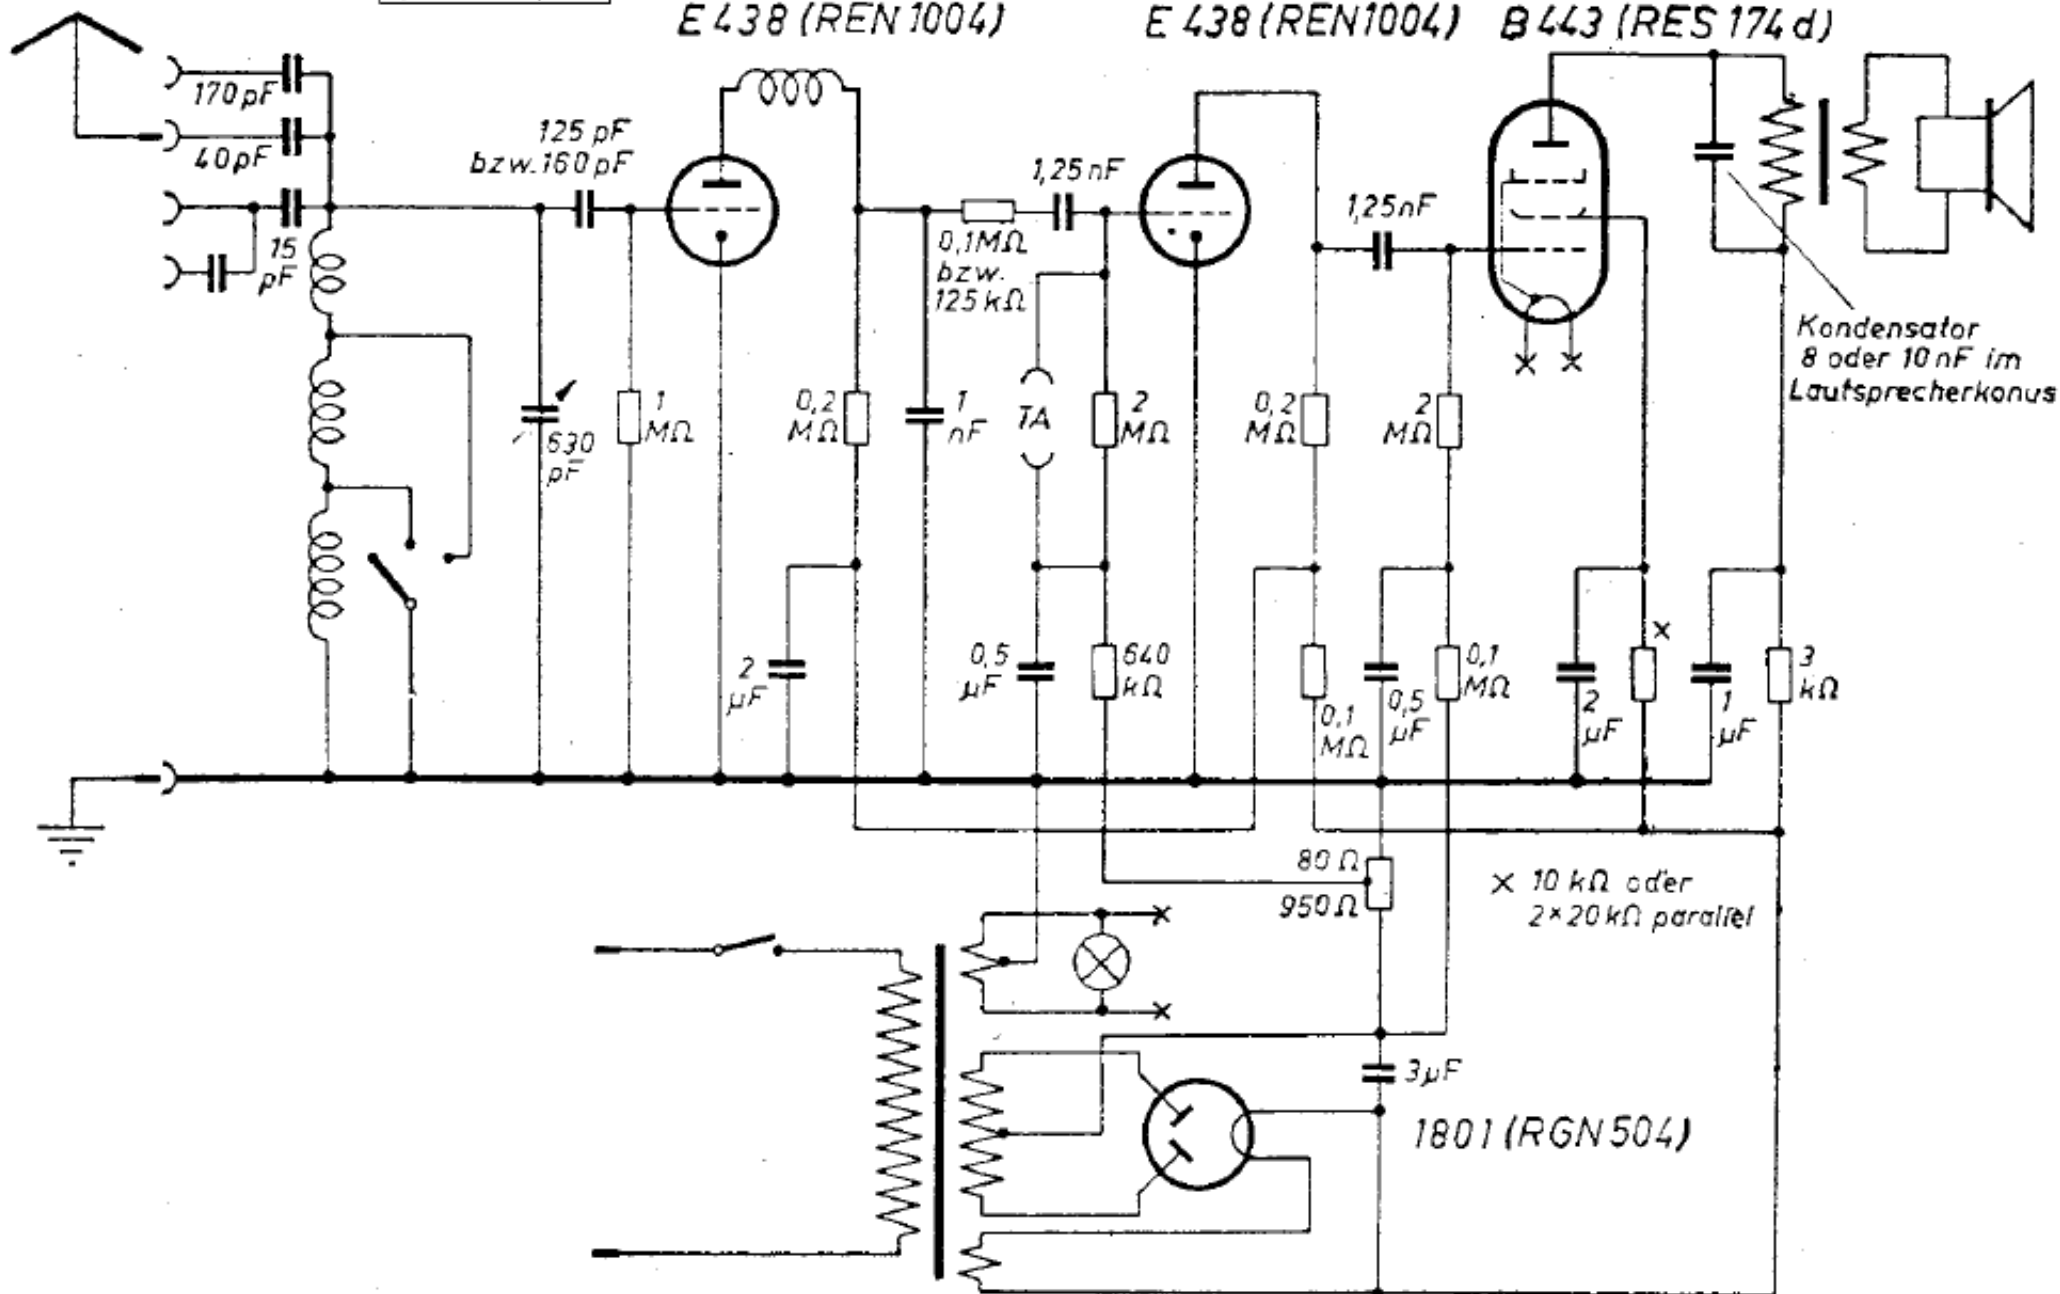 E 438 (REN 1004)
E 438 (REN1004)
B 443 (RES 174 d)
170 pF
40 pF
15
pF
125 pF
bzw. 160 pF
1,25 nF
0,1MΩ
bzw.
125 kΩ
1,25nF
Kondensator
8 oder 10 nF im
Lautsprecherkonus
630
pF
1
MΩ
0,2
MΩ
1
nF
TA
2
MΩ
0,2
MΩ
2
MΩ
2
µF
0,5
µF
640
kΩ
0,1
MΩ
0,5
µF
0,1
MΩ
2
µF
x
1
µF
3
kΩ
80 Ω
950 Ω
x 10 kΩ oder
2×20 kΩ parallel
3µF
1801 (RGN 504)